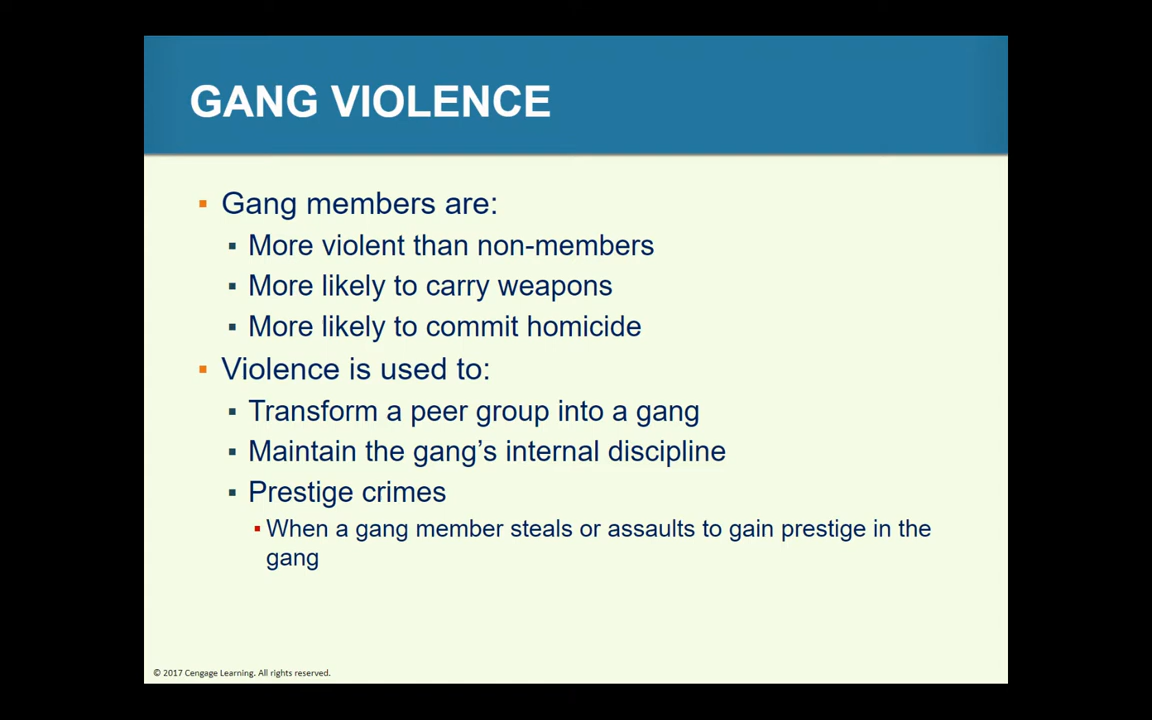 GANG VIOLENCE
Gang members are:
More violent than non-members
More likely to carry weapons
More likely to commit homicide
Violence is used to:
Transform a peer group into a gang
Maintain the gang’s internal discipline
Prestige crimes
When a gang member steals or assaults to gain prestige in the
gang
© 2017 Cengage Learning. All rights reserved.